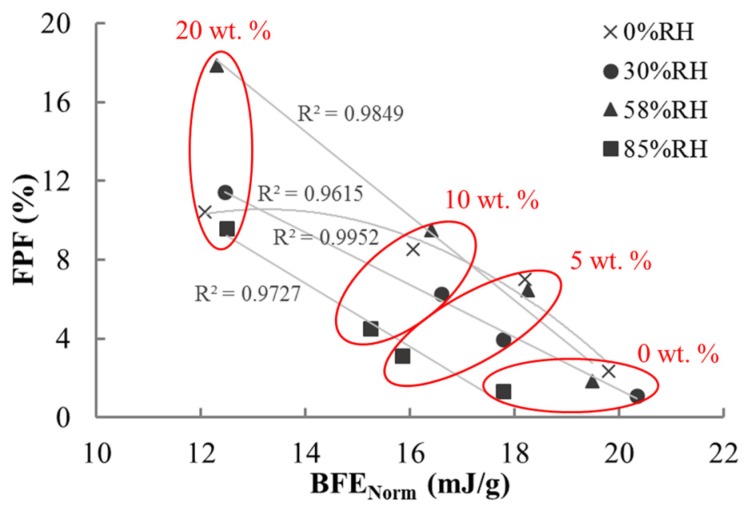 20
16
12
8
4
0
FPF (%)
20 wt. %
×0%RH
●30%RH
▲58%RH
■85%RH
R² = 0.9849
R² = 0.9615
10 wt. %
R² = 0.9952
5 wt. %
R² = 0.9727
0 wt. %
10 12 14 16 18 20 22
BFENorm (mJ/g)